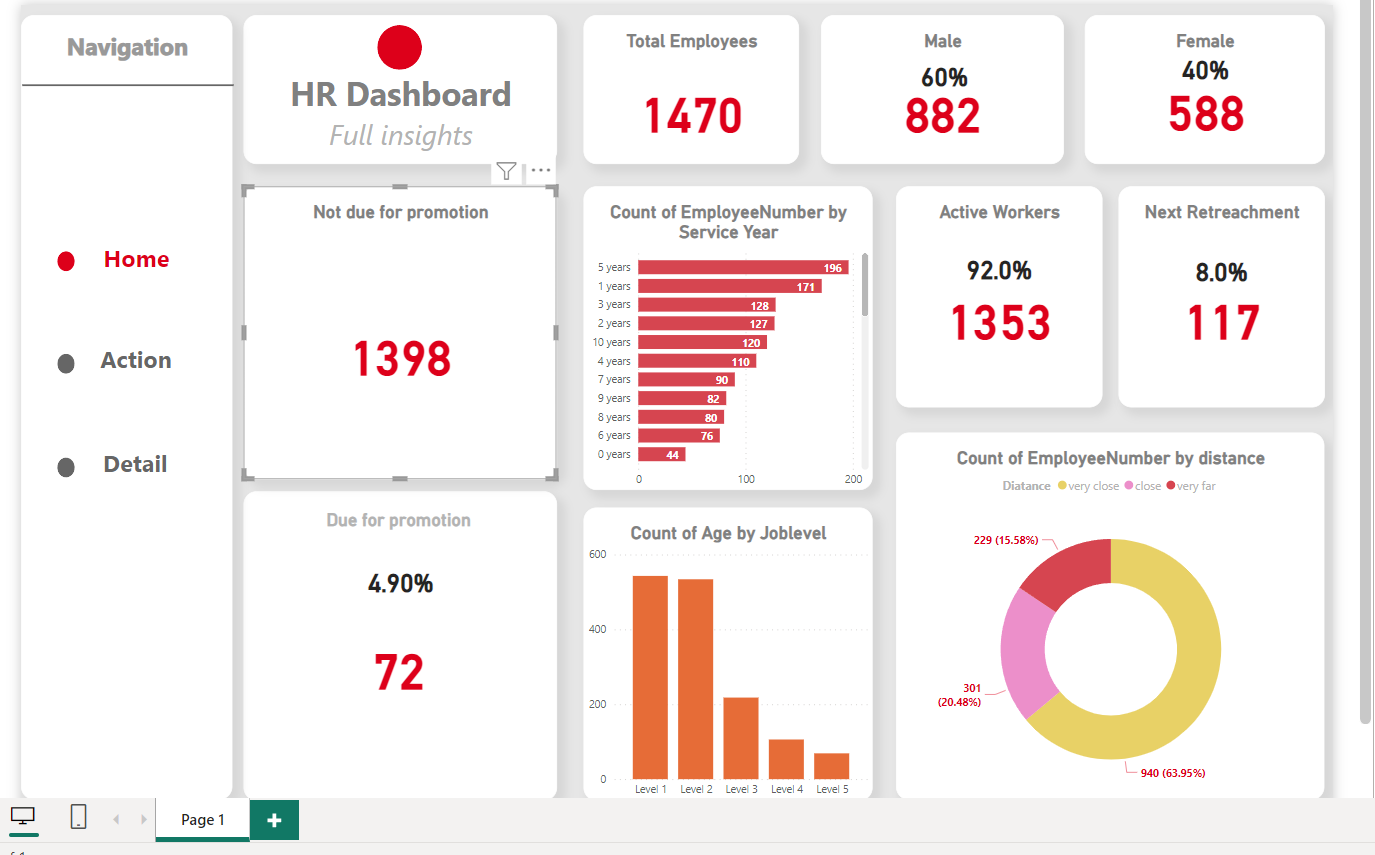 Navigation
Home
Action
Detail
HR Dashboard
Full insights
Total Employees
1470
Male
60%
882
Female
40%
588
Not due for promotion
1398
Due for promotion
4.90%
72
Count of EmployeeNumber by
Service Year
5 years 196
1 years 171
3 years 128
2 years 127
10 years 120
4 years 110
7 years 90
9 years 82
8 years 80
6 years 76
0 years 44
0 100 200
Active Workers
92.0%
1353
Next Retreachment
8.0%
117
Count of Age by Joblevel
600
400
200
0
Level 1 Level 2 Level 3 Level 4 Level 5
Count of EmployeeNumber by distance
Diatance very close close very far
229 (15.58%)
301
(20.48%)
940 (63.95%)
Page 1